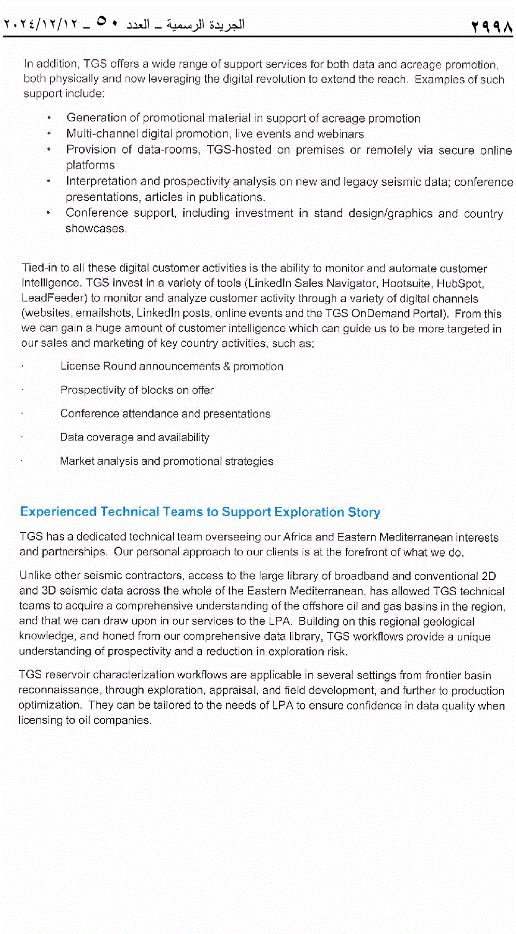 ٢٩٩٨ الجريدة الرسمية ـ العدد ٥٠ ـ ٢٠٢٤/١٢/١٢
In addition, TGS offers a wide range of support services for both data and acreage promotion,
both physically and now leveraging the digital revolution to extend the reach. Examples of such
support include:
• Generation of promotional material in support of acreage promotion
• Multi-channel digital promotion, live events and webinars
• Provision of data-rooms, TGS-hosted on premises or remotely via secure online
platforms
• Interpretation and prospectivity analysis on new and legacy seismic data; conference
presentations, articles in publications.
• Conference support, including investment in stand design/graphics and country
showcases.
Tied-in to all these digital customer activities is the ability to monitor and automate customer
intelligence. TGS invest in a variety of tools (LinkedIn Sales Navigator, Hootsuite, HubSpot,
LeadFeeder) to monitor and analyze customer activity through a variety of digital channels
(websites, emailshots, LinkedIn posts, online events and the TGS OnDemand Portal). From this
we can gain a huge amount of customer intelligence which can guide us to be more targeted in
our sales and marketing of key country activities, such as:
· License Round announcements & promotion
· Prospectivity of blocks on offer
· Conference attendance and presentations
· Data coverage and availability
· Market analysis and promotional strategies
Experienced Technical Teams to Support Exploration Story
TGS has a dedicated technical team overseeing our Africa and Eastern Mediterranean interests
and partnerships. Our personal approach to our clients is at the forefront of what we do.
Unlike other seismic contractors, access to the large library of broadband and conventional 2D
and 3D seismic data across the whole of the Eastern Mediterranean, has allowed TGS technical
teams to acquire a comprehensive understanding of the offshore oil and gas basins in the region,
and that we can draw upon in our services to the LPA. Building on this regional geological
knowledge, and honed from our comprehensive data library, TGS workflows provide a unique
understanding of prospectivity and a reduction in exploration risk.
TGS reservoir characterization workflows are applicable in several settings from frontier basin
reconnaissance, through exploration, appraisal, and field development, and further to production
optimization. They can be tailored to the needs of LPA to ensure confidence in data quality when
licensing to oil companies.